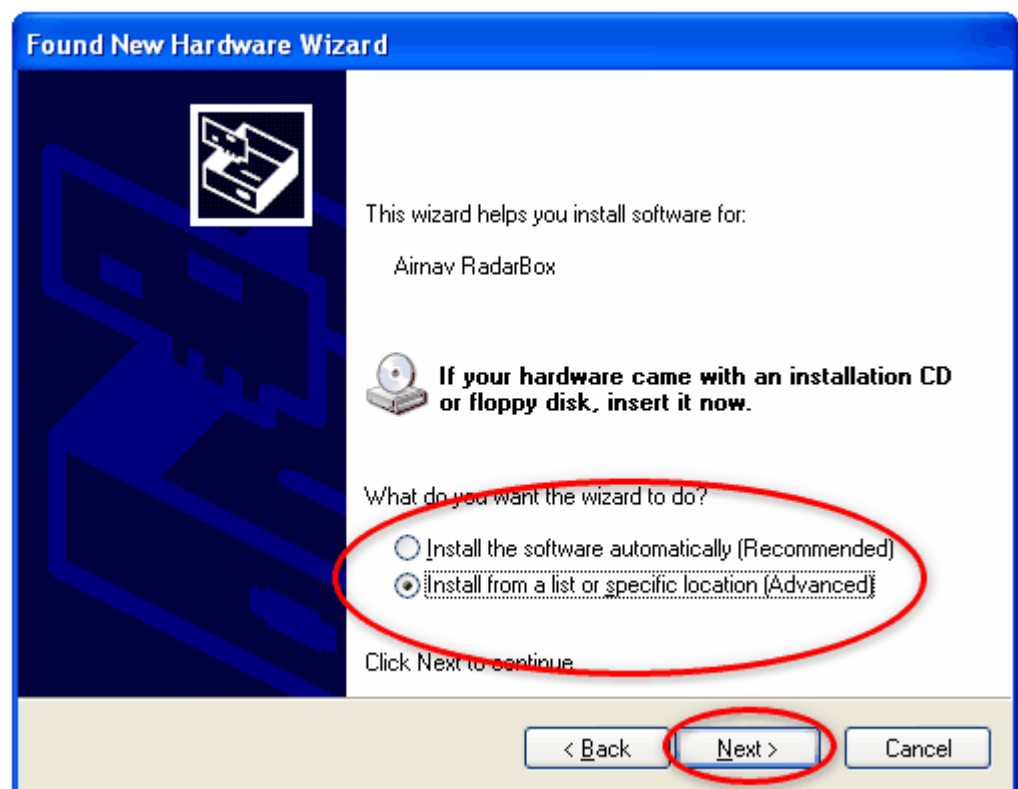 Found New Hardware Wizard
This wizard helps you install software for:
Airnav RadarBox
If your hardware came with an installation CD
or floppy disk, insert it now.
What do you want the wizard to do?
Install the software automatically (Recommended)
Install from a list or specific location (Advanced)
Click Next to continue.
< Back
Next >
Cancel